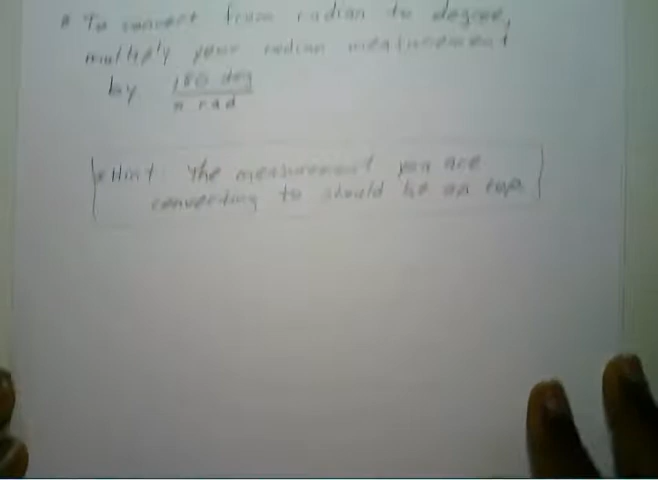 * To convert from radian to degree,
multiply your radian measurement
by 180 deg
π rad
* Hint: The measurement you are
converting to should be on top